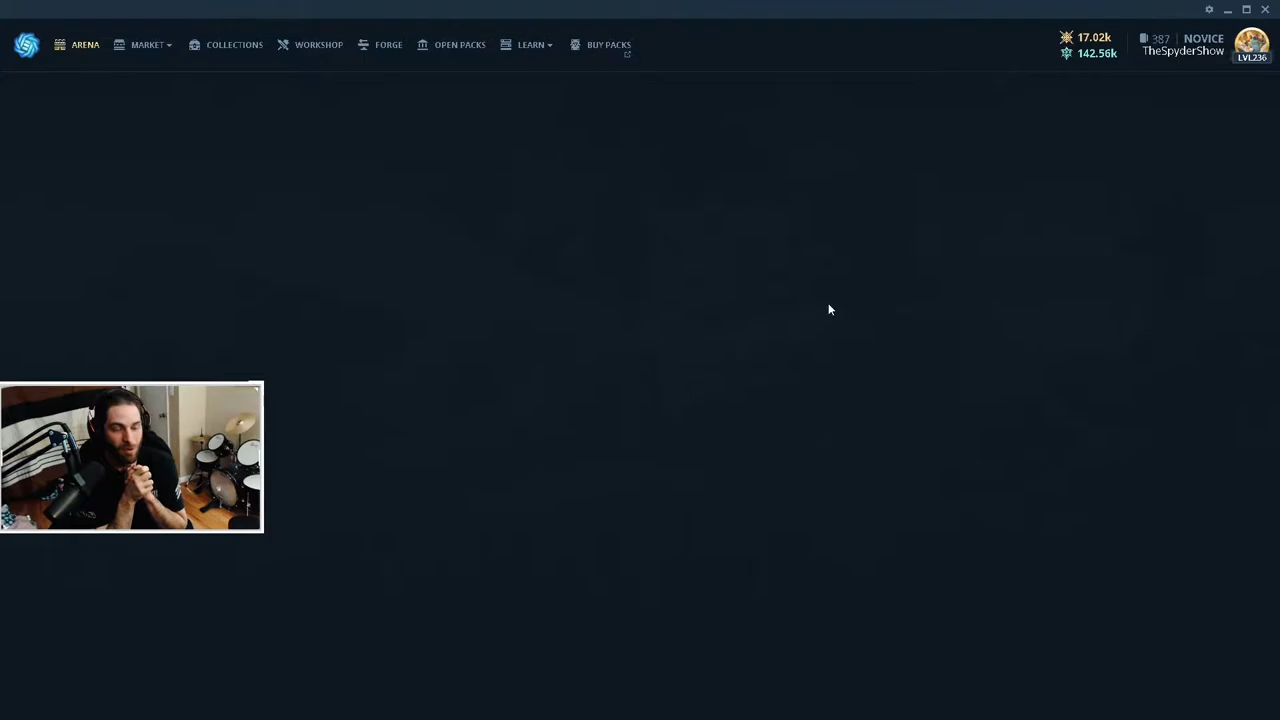 ARENA MARKET COLLECTIONS WORKSHOP FORGE OPEN PACKS LEARN BUY PACKS
17.02k
142.56k
387 NOVICE
TheSpyderShow
LVL236